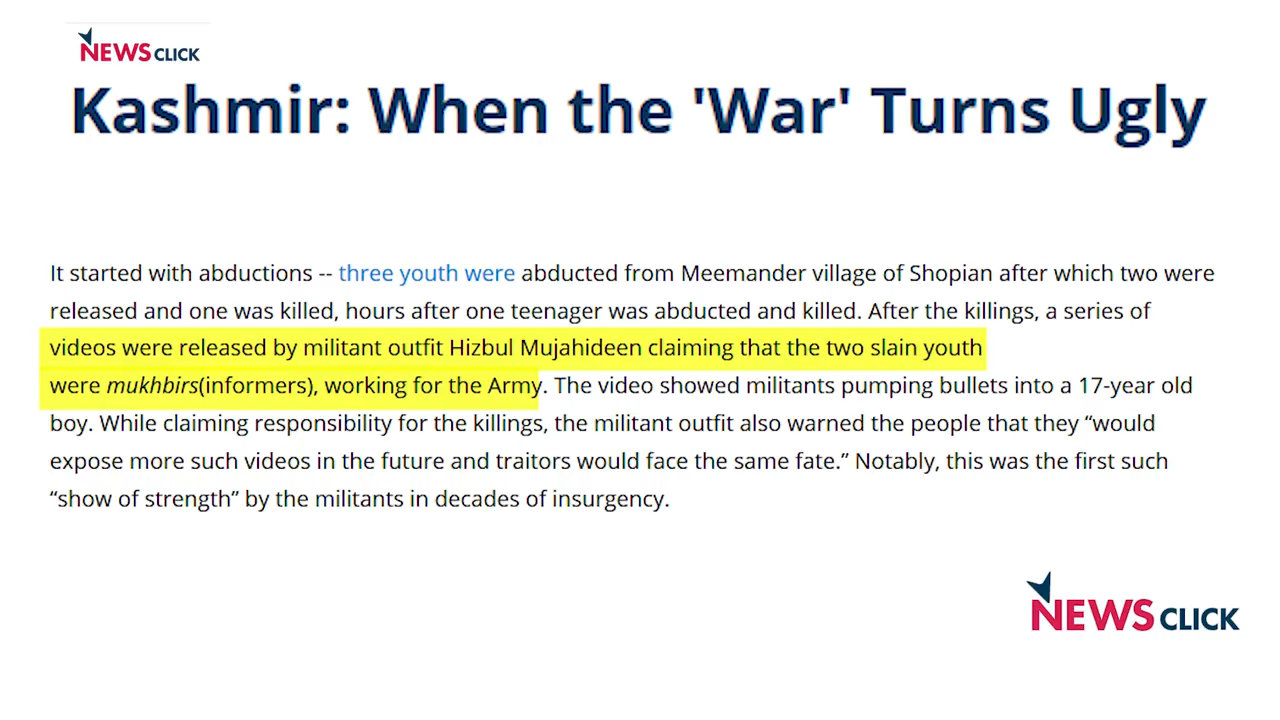 NEWS CLICK
Kashmir: When the 'War' Turns Ugly
It started with abductions -- three youth were abducted from Meemander village of Shopian after which two were
released and one was killed, hours after one teenager was abducted and killed. After the killings, a series of
videos were released by militant outfit Hizbul Mujahideen claiming that the two slain youth
were mukhbirs(informers), working for the Army. The video showed militants pumping bullets into a 17-year old
boy. While claiming responsibility for the killings, the militant outfit also warned the people that they “would
expose more such videos in the future and traitors would face the same fate.” Notably, this was the first such
“show of strength” by the militants in decades of insurgency.
NEWS CLICK